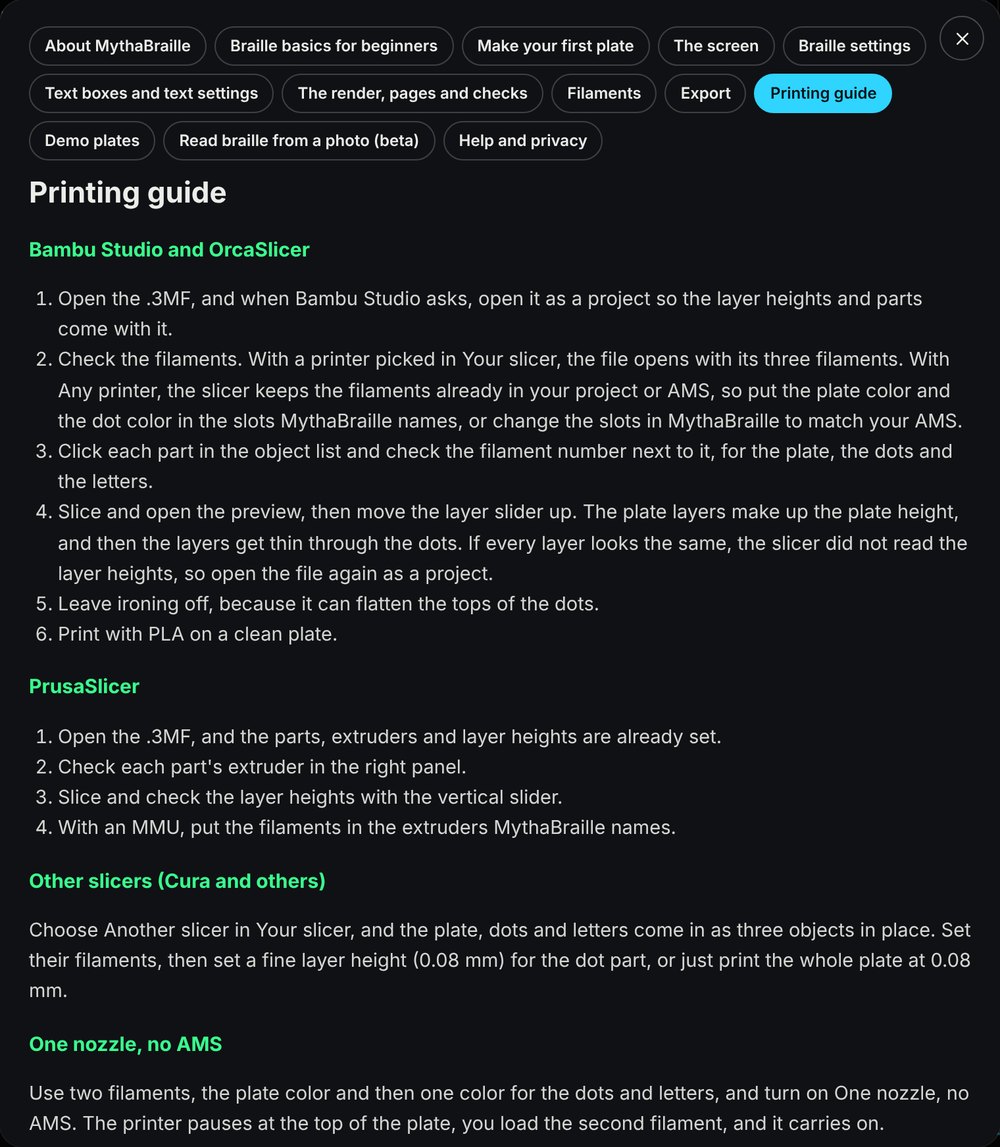 About MythaBraille
Braille basics for beginners
Make your first plate
The screen
Braille settings
Text boxes and text settings
The render, pages and checks
Filaments
Export
Printing guide
Demo plates
Read braille from a photo (beta)
Help and privacy
Printing guide
Bambu Studio and OrcaSlicer
1. Open the .3MF, and when Bambu Studio asks, open it as a project so the layer heights and parts
come with it.
2. Check the filaments. With a printer picked in Your slicer, the file opens with its three filaments. With
Any printer, the slicer keeps the filaments already in your project or AMS, so put the plate color and
the dot color in the slots MythaBraille names, or change the slots in MythaBraille to match your AMS.
3. Click each part in the object list and check the filament number next to it, for the plate, the dots and
the letters.
4. Slice and open the preview, then move the layer slider up. The plate layers make up the plate height,
and then the layers get thin through the dots. If every layer looks the same, the slicer did not read the
layer heights, so open the file again as a project.
5. Leave ironing off, because it can flatten the tops of the dots.
6. Print with PLA on a clean plate.
PrusaSlicer
1. Open the .3MF, and the parts, extruders and layer heights are already set.
2. Check each part's extruder in the right panel.
3. Slice and check the layer heights with the vertical slider.
4. With an MMU, put the filaments in the extruders MythaBraille names.
Other slicers (Cura and others)
Choose Another slicer in Your slicer, and the plate, dots and letters come in as three objects in place. Set
their filaments, then set a fine layer height (0.08 mm) for the dot part, or just print the whole plate at 0.08
mm.
One nozzle, no AMS
Use two filaments, the plate color and then one color for the dots and letters, and turn on One nozzle, no
AMS. The printer pauses at the top of the plate, you load the second filament, and it carries on.